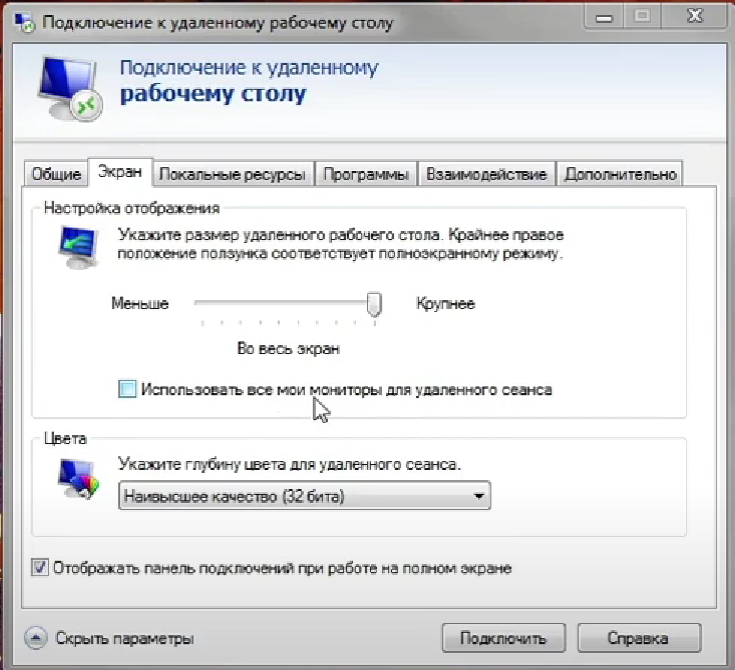 Подключение к удаленному рабочему столу
Подключение к удаленному
рабочему столу
Общие
Экран
Локальные ресурсы
Программы
Взаимодействие
Дополнительно
Настройка отображения
Укажите размер удаленного рабочего стола. Крайнее правое
положение ползунка соответствует полноэкранному режиму.
Меньше
Крупнее
Во весь экран
Использовать все мои мониторы для удаленного сеанса
Цвета
Укажите глубину цвета для удаленного сеанса.
Наивысшее качество (32 бита)
Отображать панель подключений при работе на полном экране
Скрыть параметры
Подключить
Справка